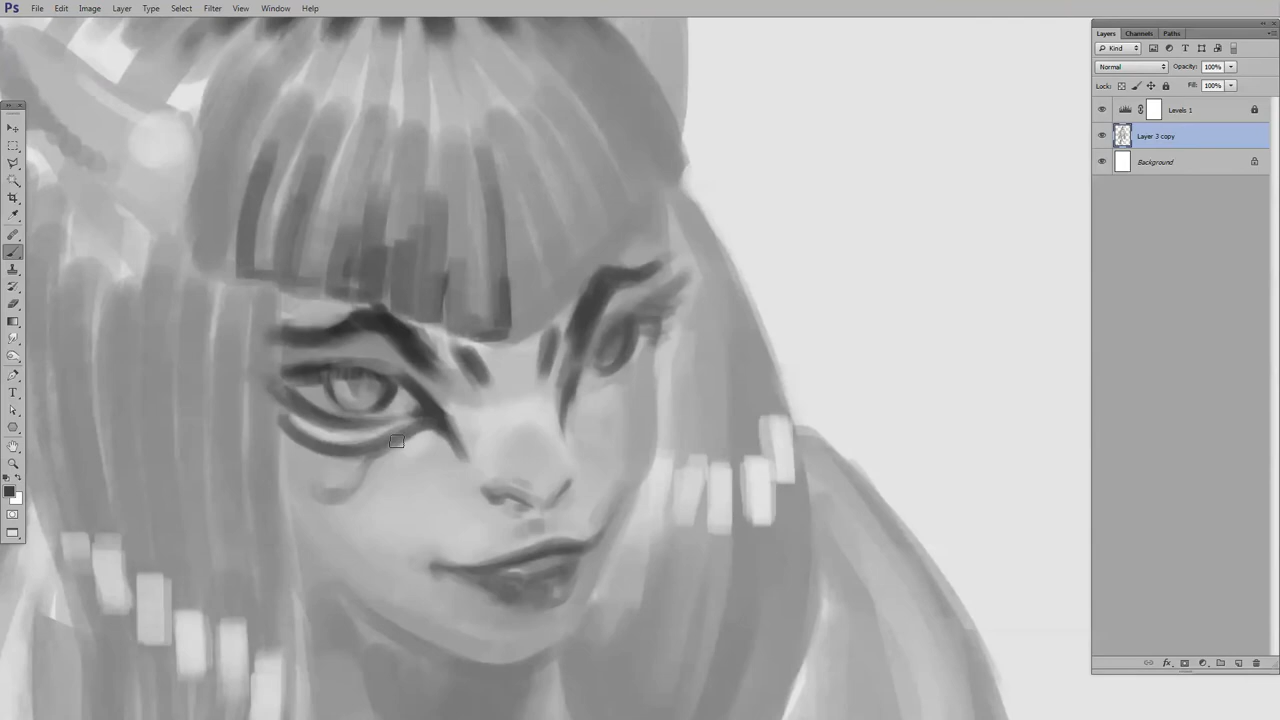 Ps File Edit Image Layer Type Select Filter View Window Help
Layers Channels Paths
Kind
Normal Opacity: 100%
Lock: Fill: 100%
Levels 1
Layer 3 copy
Background
T
fx